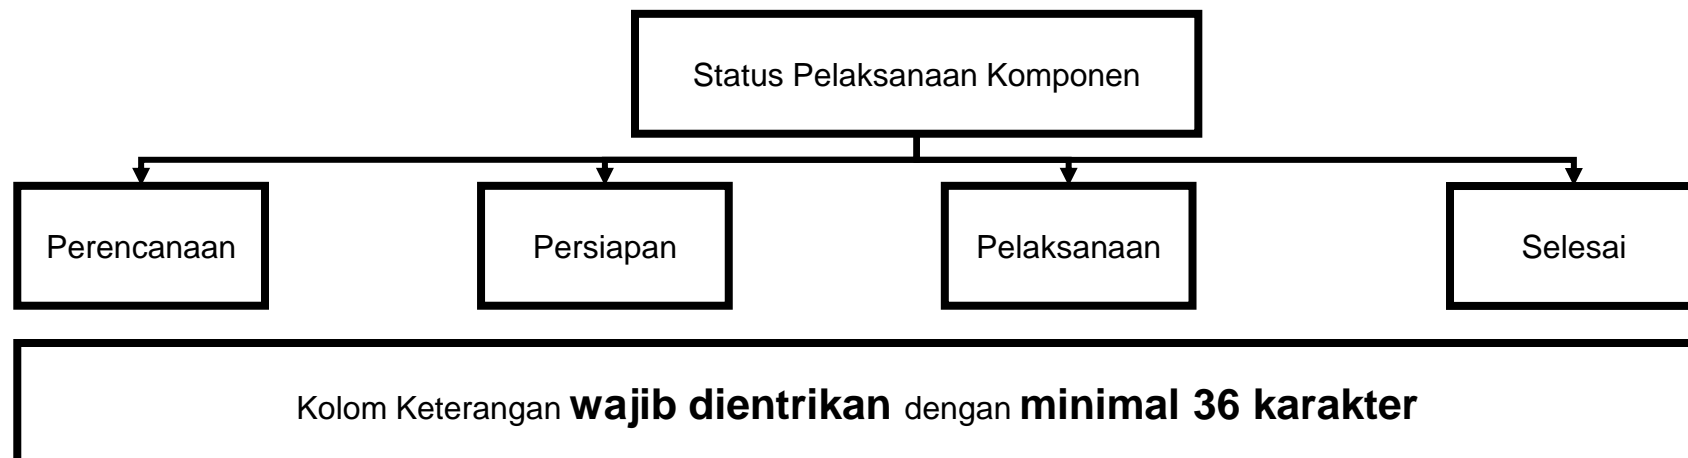 Status Pelaksanaan Komponen
Perencanaan
Persiapan
Pelaksanaan
Selesai
Kolom Keterangan wajib dientrikan dengan minimal 36 karakter